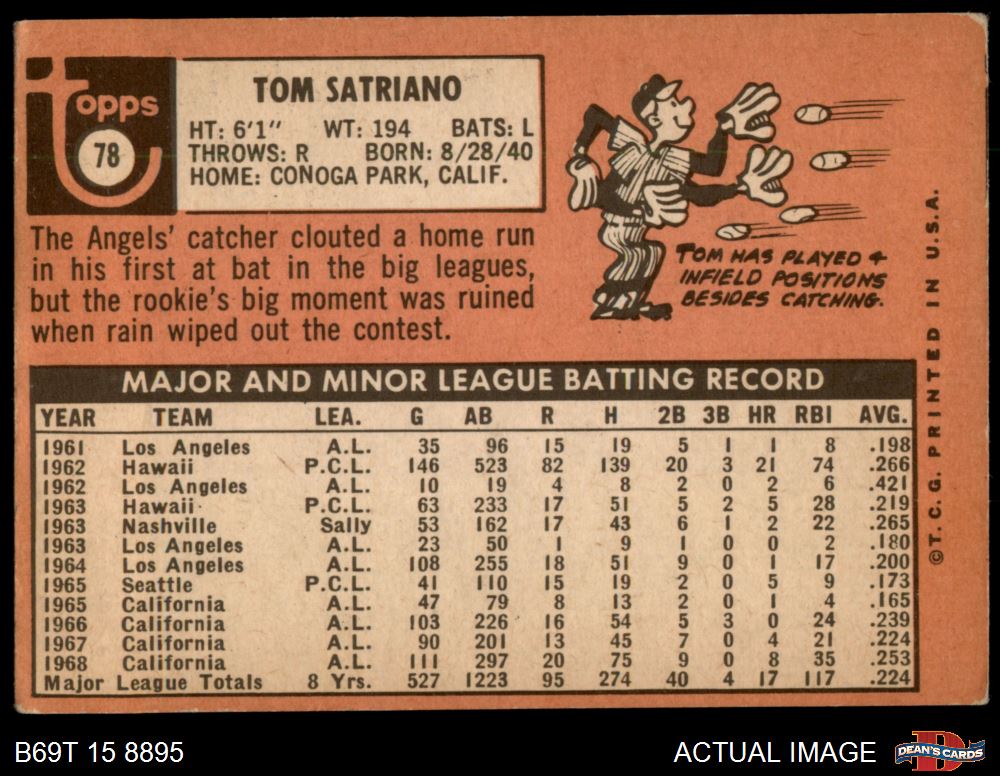 Topps
78
TOM SATRIANO
HT: 6'1" WT: 194 BATS: L
THROWS: R BORN: 8/28/40
HOME: CONOGA PARK, CALIF.
The Angels' catcher clouted a home run
in his first at bat in the big leagues,
but the rookie's big moment was ruined
when rain wiped out the contest.
TOM HAS PLAYED 4
INFIELD POSITIONS
BESIDES CATCHING.
MAJOR AND MINOR LEAGUE BATTING RECORD
YEAR TEAM LEA. G AB R H 2B 3B HR RBI AVG.
1961 Los Angeles A.L. 35 96 15 19 5 1 1 8 .198
1962 Hawaii P.C.L. 146 523 82 139 20 3 21 74 .266
1962 Los Angeles A.L. 10 19 4 8 2 0 2 6 .421
1963 Hawaii P.C.L. 63 233 17 51 5 2 5 28 .219
1963 Nashville Sally 53 162 17 43 6 1 2 22 .265
1963 Los Angeles A.L. 23 50 1 9 1 0 0 2 .180
1964 Los Angeles A.L. 108 255 18 51 9 0 1 17 .200
1965 Seattle P.C.L. 41 110 15 19 2 0 5 9 .173
1965 California A.L. 47 79 8 13 2 0 1 4 .165
1966 California A.L. 103 226 16 54 5 3 0 24 .239
1967 California A.L. 90 201 13 45 7 0 4 21 .224
1968 California A.L. 111 297 20 75 9 0 8 35 .253
Major League Totals 8 Yrs. 527 1223 95 274 40 4 17 117 .224
©T.C.G. PRINTED IN U.S.A.
B69T 15 8895
ACTUAL IMAGE
DEAN'S CARDS